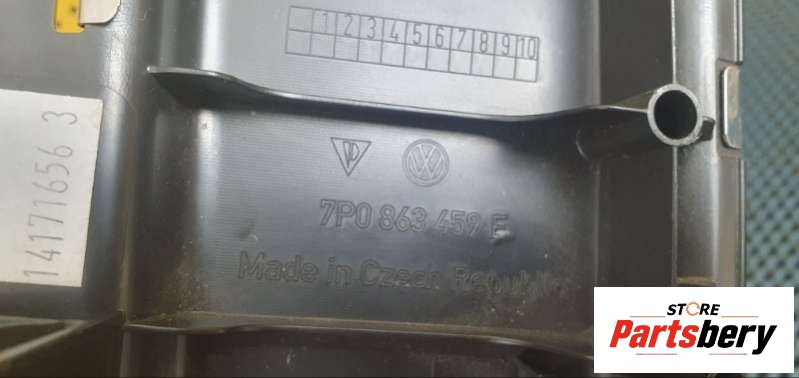 1 2 3 4 5 6 7 8 9 10
14171656 3
VW
7P0 863 459 E
Made in Czech Republic
STORE
Partsbery